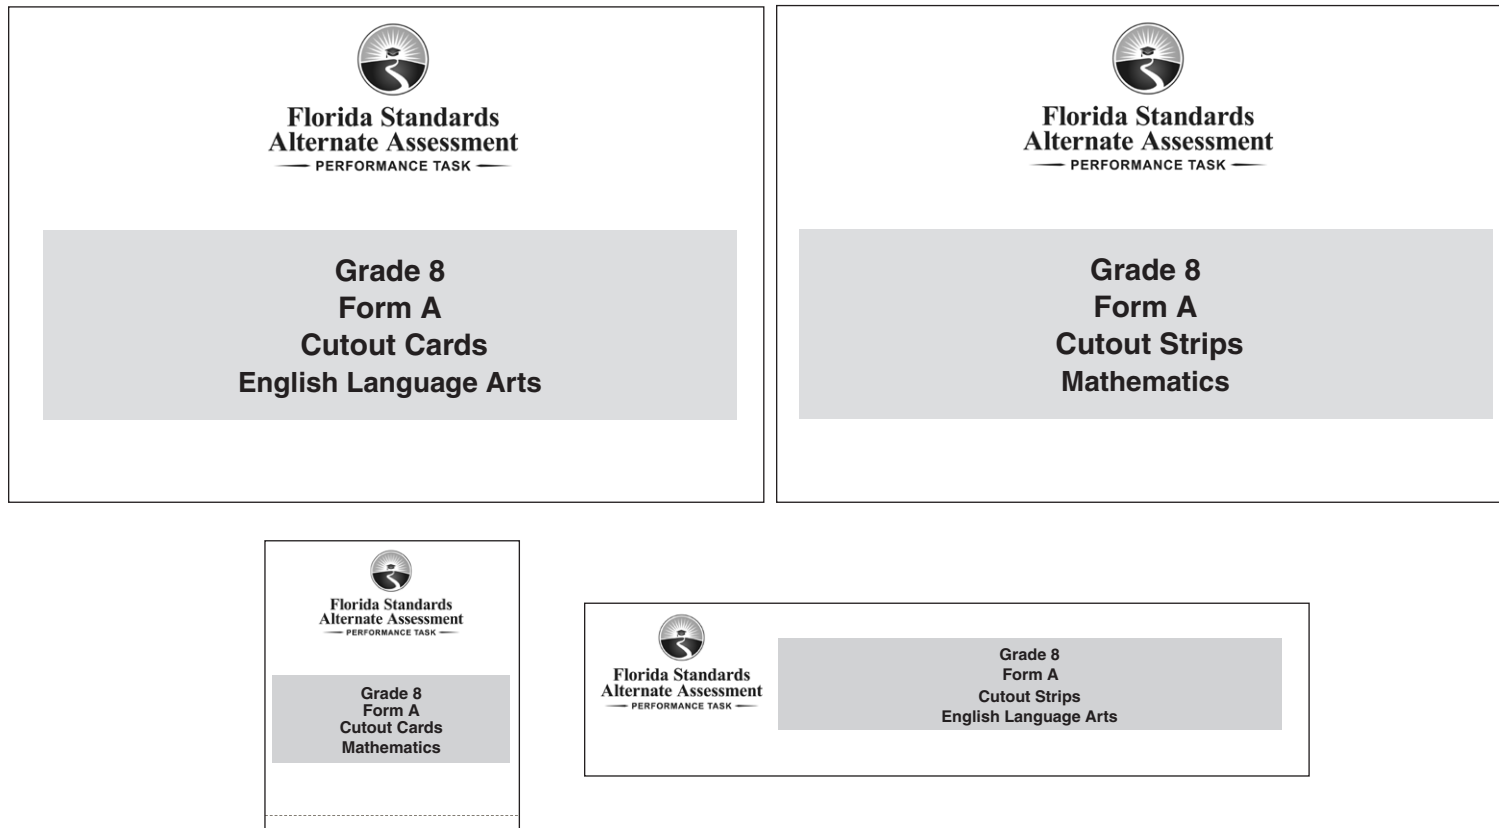 Florida Standards
Alternate Assessment
PERFORMANCE TASK
Grade 8
Form A
Cutout Cards
English Language Arts
Florida Standards
Alternate Assessment
PERFORMANCE TASK
Grade 8
Form A
Cutout Strips
Mathematics
Florida Standards
Alternate Assessment
PERFORMANCE TASK
Grade 8
Form A
Cutout Cards
Mathematics
Florida Standards
Alternate Assessment
PERFORMANCE TASK
Grade 8
Form A
Cutout Strips
English Language Arts